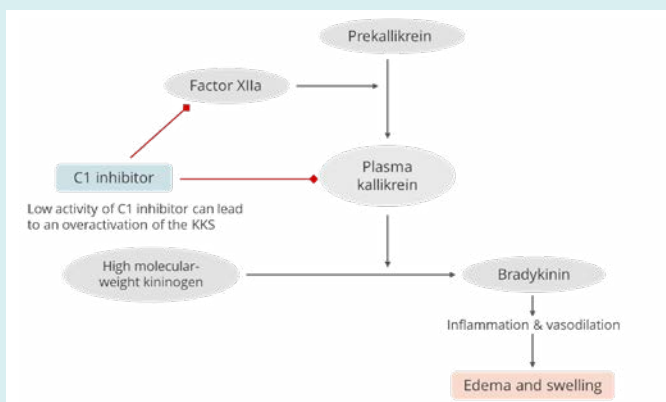 Prekallikrein
Factor XIIa
C1 inhibitor
Plasma
kallikrein
Low activity of C1 inhibitor can lead
to an overactivation of the KKS
High molecular-
weight kininogen
Bradykinin
Inflammation & vasodilation
Edema and swelling